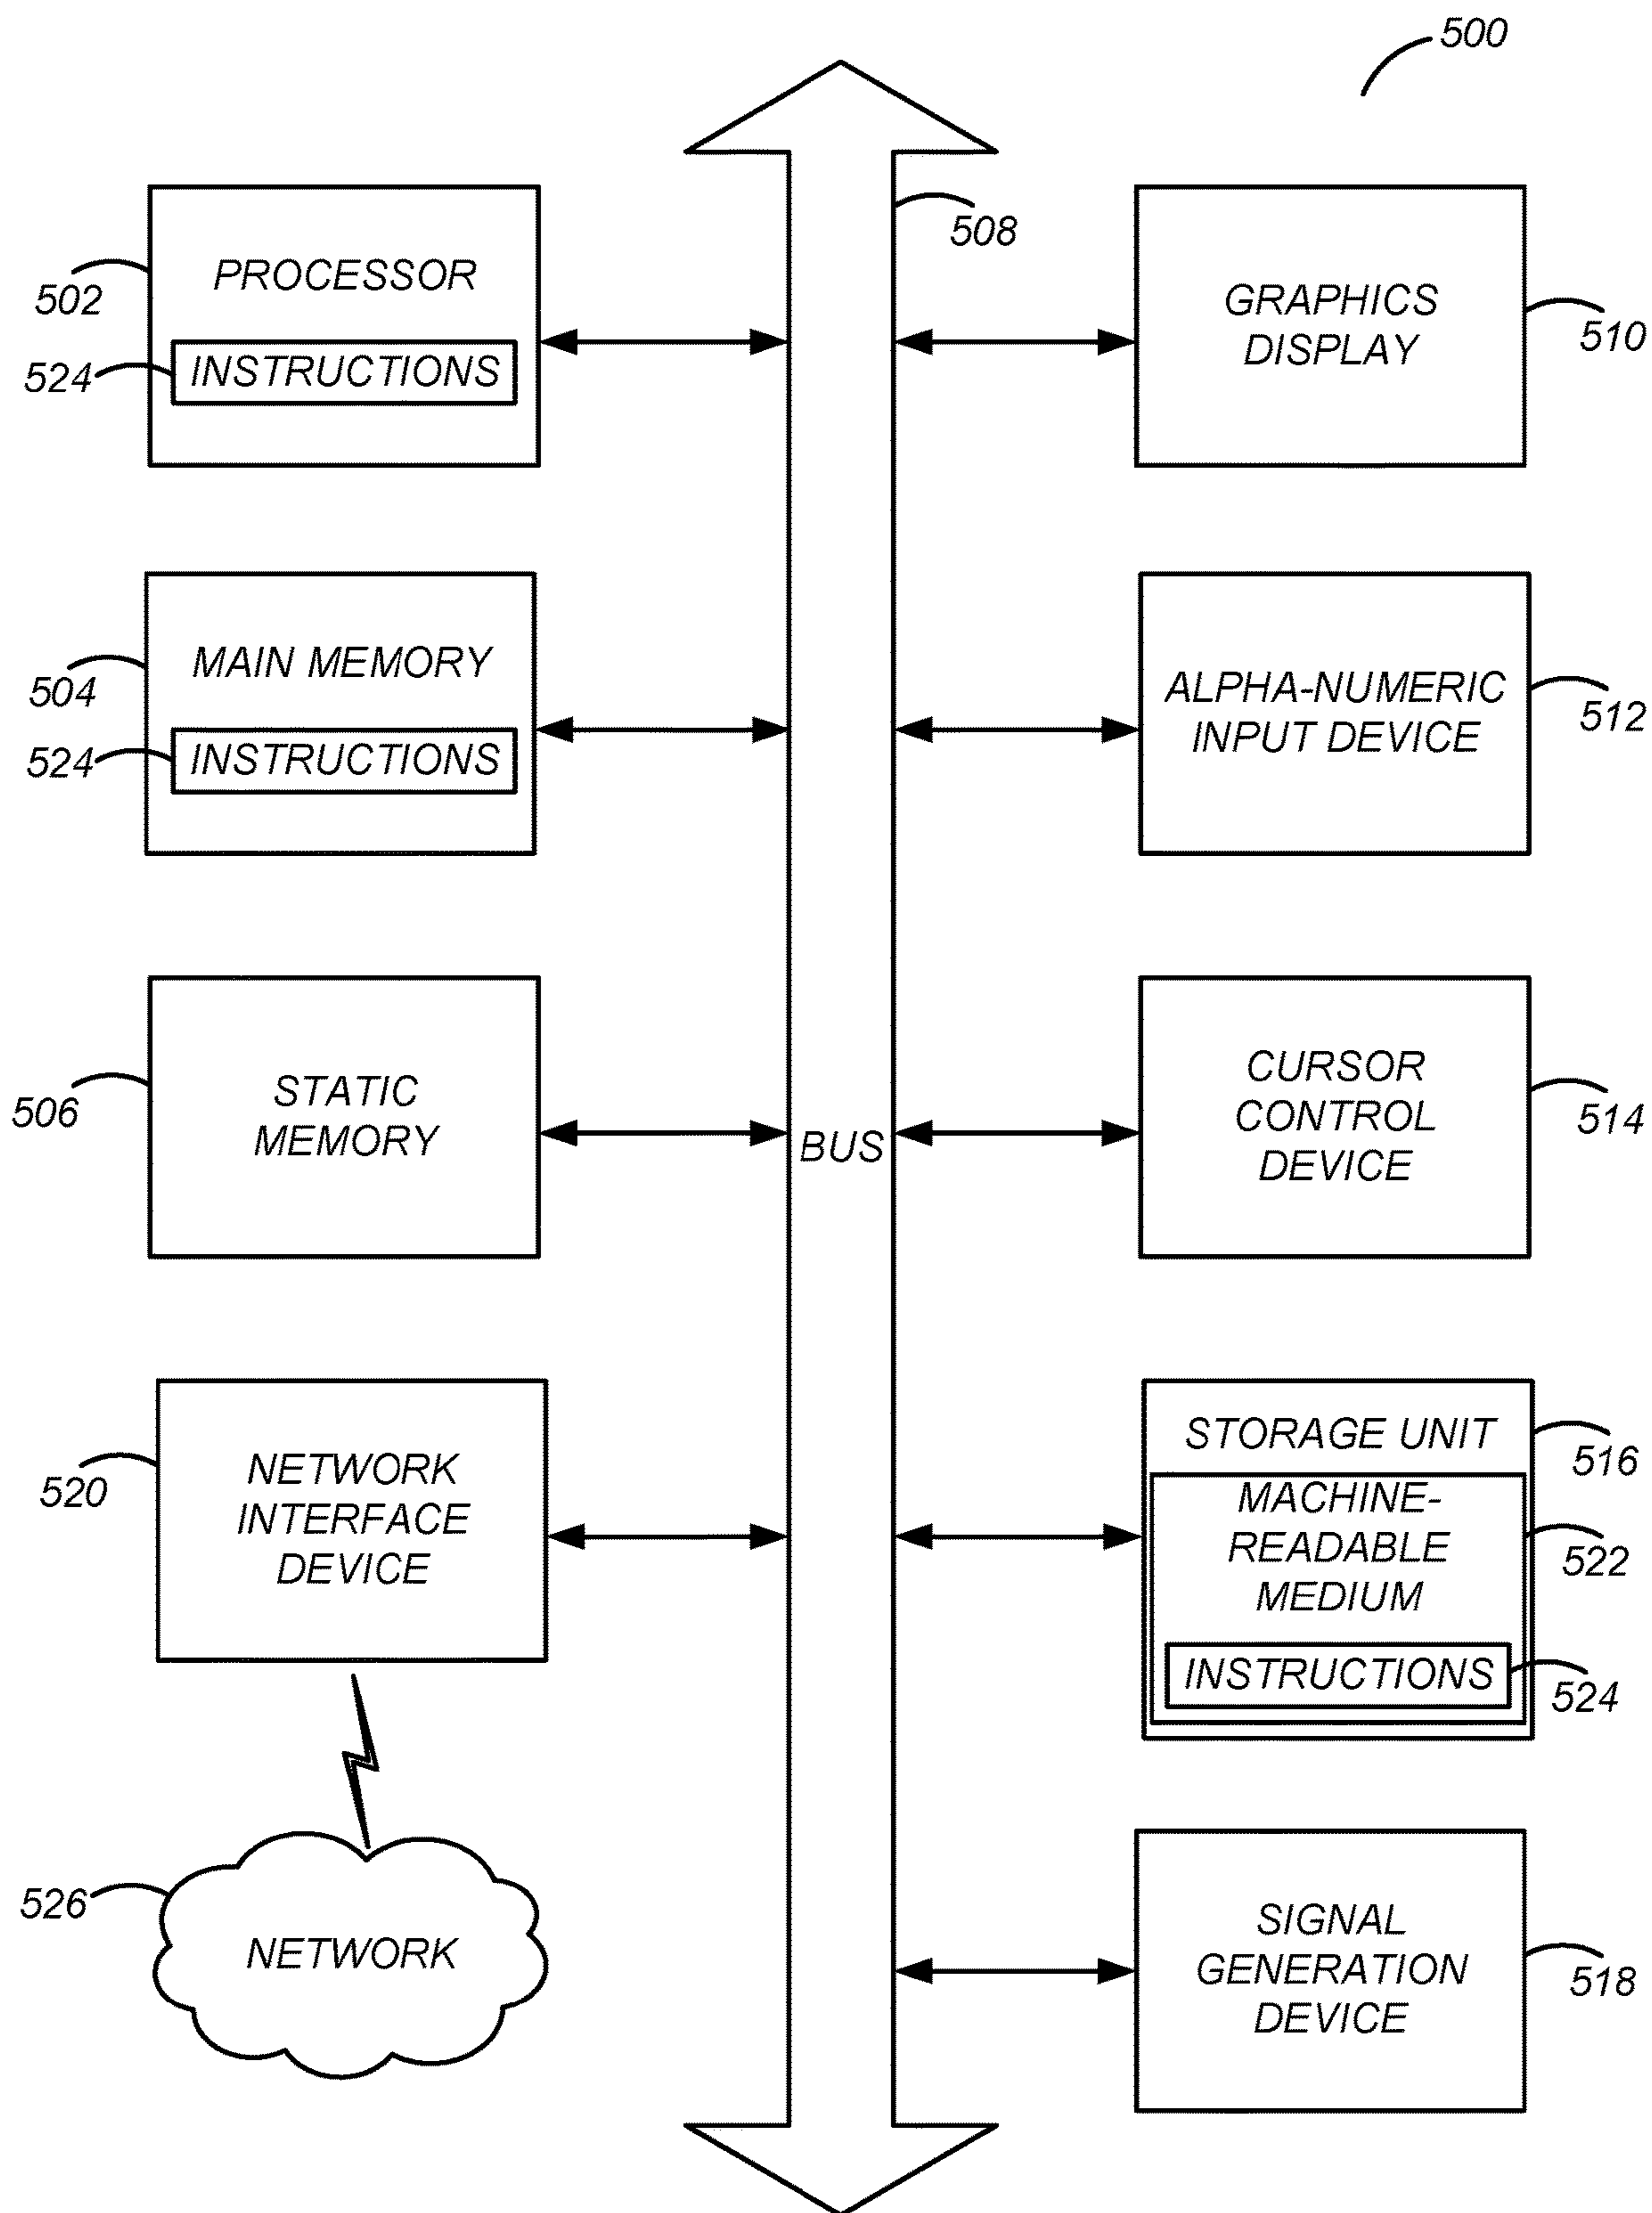 500
508
PROCESSOR
502
INSTRUCTIONS
524
GRAPHICS
DISPLAY
510
MAIN MEMORY
504
INSTRUCTIONS
524
ALPHA-NUMERIC
INPUT DEVICE
512
STATIC
MEMORY
506
BUS
CURSOR
CONTROL
DEVICE
514
NETWORK
INTERFACE
DEVICE
520
STORAGE UNIT
516
MACHINE-
READABLE
MEDIUM
522
INSTRUCTIONS
524
526
NETWORK
SIGNAL
GENERATION
DEVICE
518